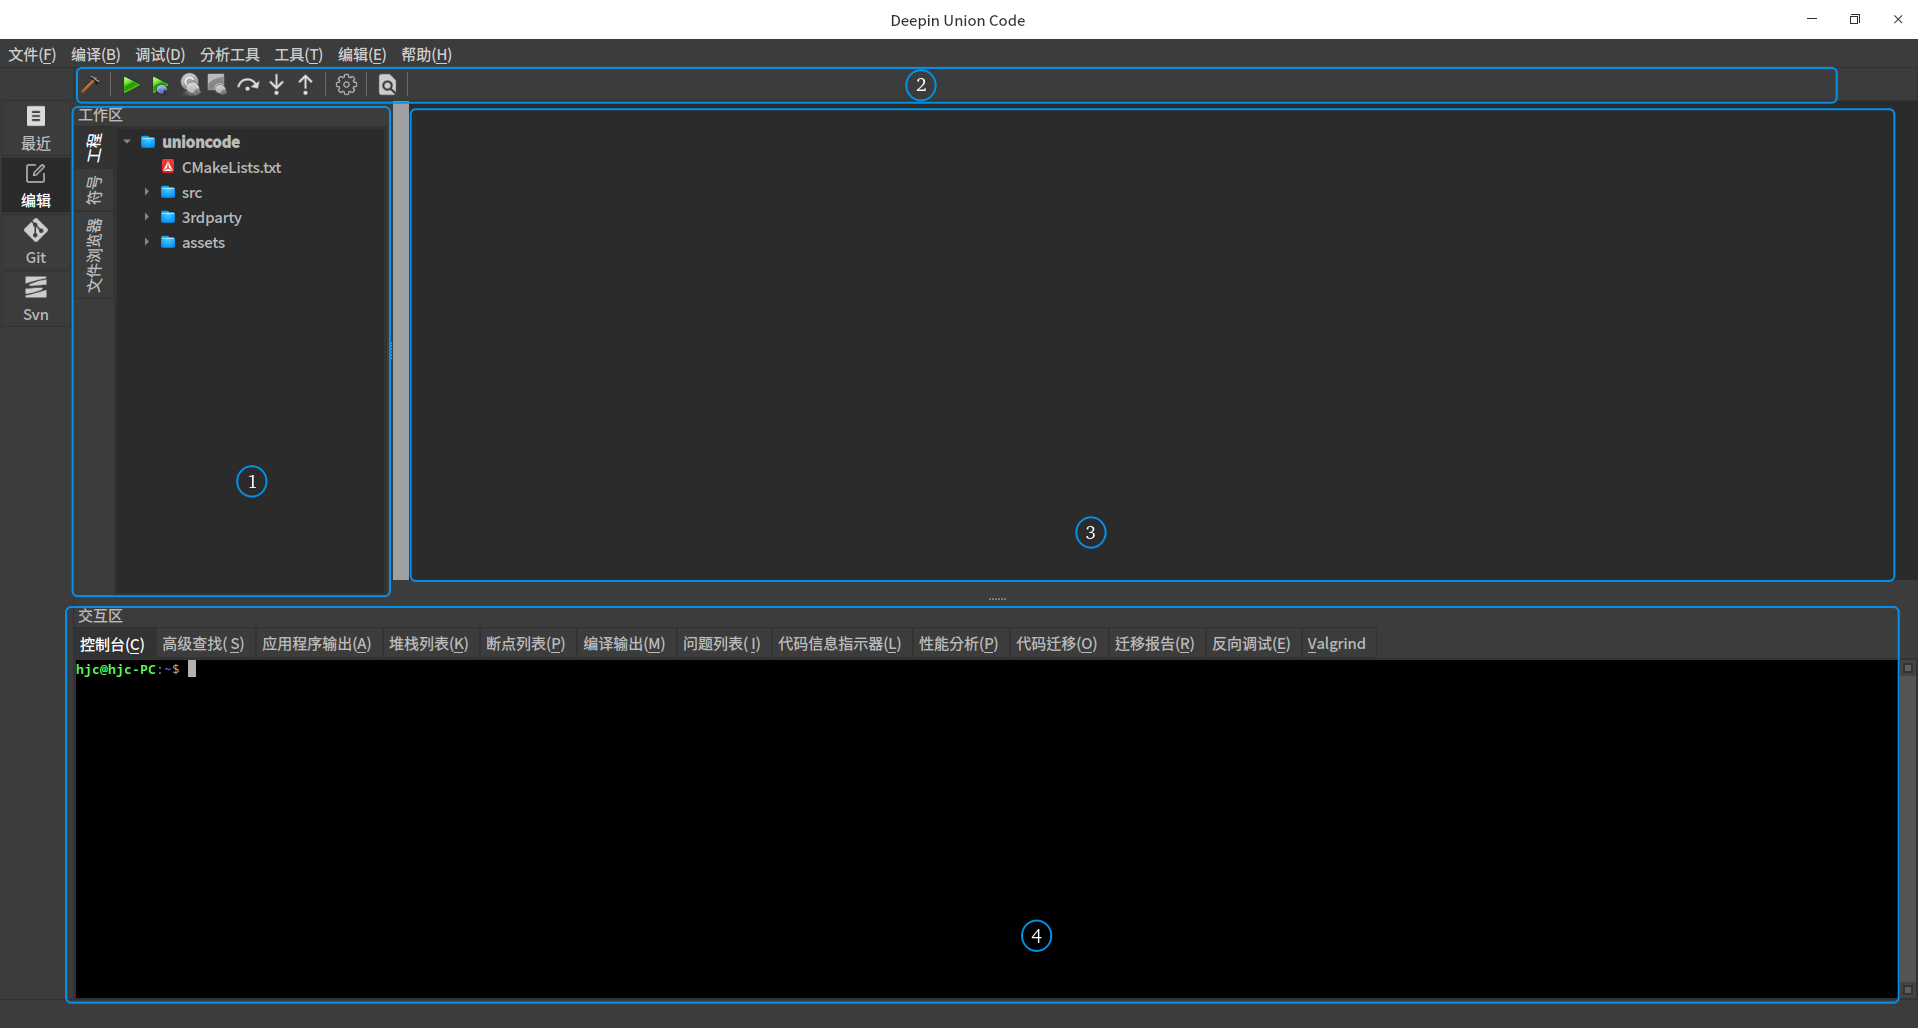 Deepin Union Code
文件(F) 编译(B) 调试(D) 分析工具 工具(T) 编辑(E) 帮助(H)
2
最近
编辑
Git
Svn
工作区
工程
符号
文件浏览器
unioncode
CMakeLists.txt
src
3rdparty
assets
1
3
交互区
控制台(C) 高级查找( S) 应用程序输出(A) 堆栈列表(K) 断点列表(P) 编译输出(M) 问题列表( I) 代码信息指示器(L) 性能分析(P) 代码迁移(O) 迁移报告(R) 反向调试(E) Valgrind
hjc@hjc-PC:~$
4